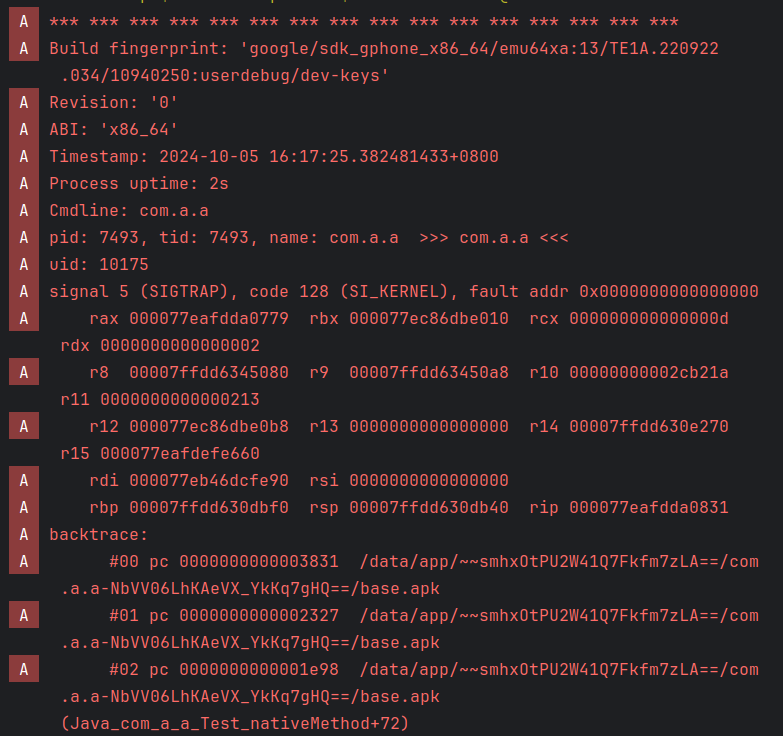 A *** *** *** *** *** *** *** *** *** *** *** *** *** *** *** ***
A Build fingerprint: 'google/sdk_gphone_x86_64/emu64xa:13/TE1A.220922
.034/10940250:userdebug/dev-keys'
A Revision: '0'
A ABI: 'x86_64'
A Timestamp: 2024-10-05 16:17:25.382481433+0800
A Process uptime: 2s
A Cmdline: com.a.a
A pid: 7493, tid: 7493, name: com.a.a  >>> com.a.a <<<
A uid: 10175
A signal 5 (SIGTRAP), code 128 (SI_KERNEL), fault addr 0x0000000000000000
A     rax 000077eafdda0779  rbx 000077ec86dbe010  rcx 000000000000000d
rdx 0000000000000002
A     r8  00007ffdd6345080  r9  00007ffdd63450a8  r10 00000000002cb21a
r11 0000000000000213
A     r12 000077ec86dbe0b8  r13 0000000000000000  r14 00007ffdd630e270
r15 000077eafdefe660
A     rdi 000077eb46dcfe90  rsi 0000000000000000
A     rbp 00007ffdd630dbf0  rsp 00007ffdd630db40  rip 000077eafdda0831
A backtrace:
A       #00 pc 0000000000003831  /data/app/~~smhxOtPU2W41Q7Fkfm7zLA==/com
.a.a-NbVV06LhKAeVX_YkKq7gHQ==/base.apk
A       #01 pc 0000000000002327  /data/app/~~smhxOtPU2W41Q7Fkfm7zLA==/com
.a.a-NbVV06LhKAeVX_YkKq7gHQ==/base.apk
A       #02 pc 0000000000001e98  /data/app/~~smhxOtPU2W41Q7Fkfm7zLA==/com
.a.a-NbVV06LhKAeVX_YkKq7gHQ==/base.apk
(Java_com_a_a_Test_nativeMethod+72)